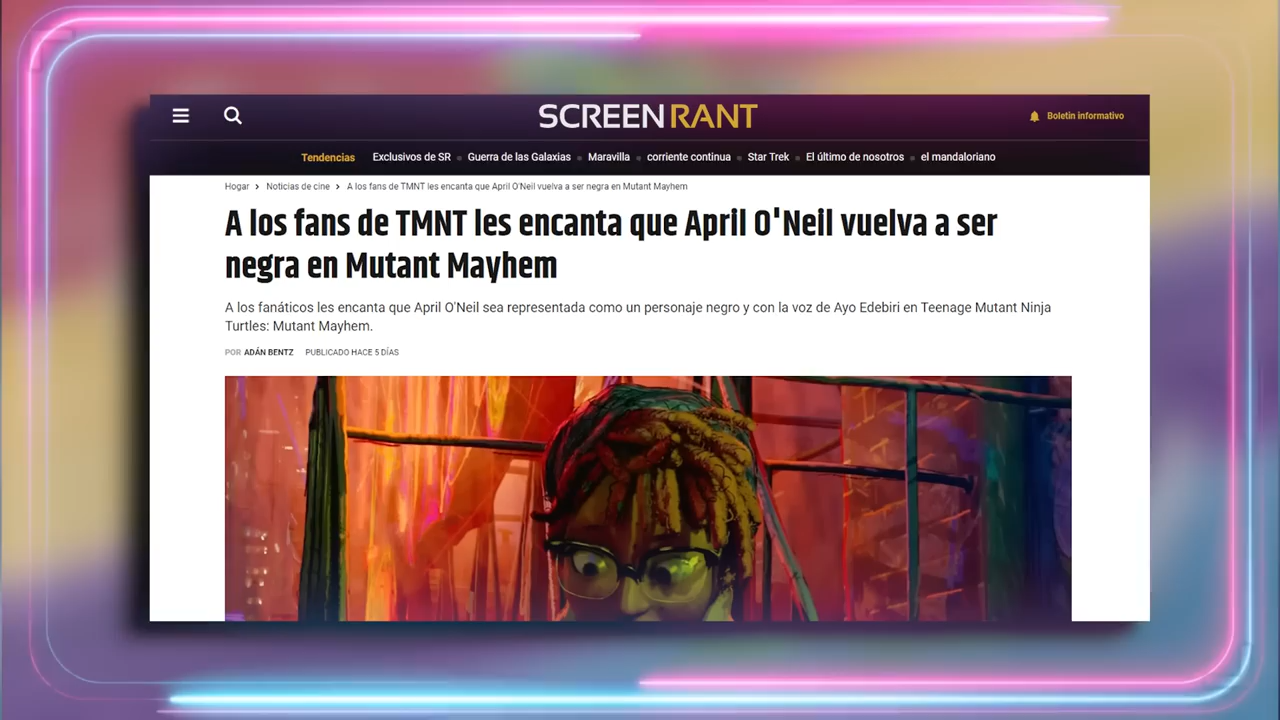 SCREENRANT
Boletin informativo
Tendencias Exclusivos de SR Guerra de las Galaxias Maravilla corriente continua Star Trek El último de nosotros el mandaloriano
Hogar > Noticias de cine > A los fans de TMNT les encanta que April O'Neil vuelva a ser negra en Mutant Mayhem
A los fans de TMNT les encanta que April O'Neil vuelva a ser
negra en Mutant Mayhem
A los fanáticos les encanta que April O'Neil sea representada como un personaje negro y con la voz de Ayo Edebiri en Teenage Mutant Ninja
Turtles: Mutant Mayhem.
POR ADÁN BENTZ PUBLICADO HACE 5 DÍAS